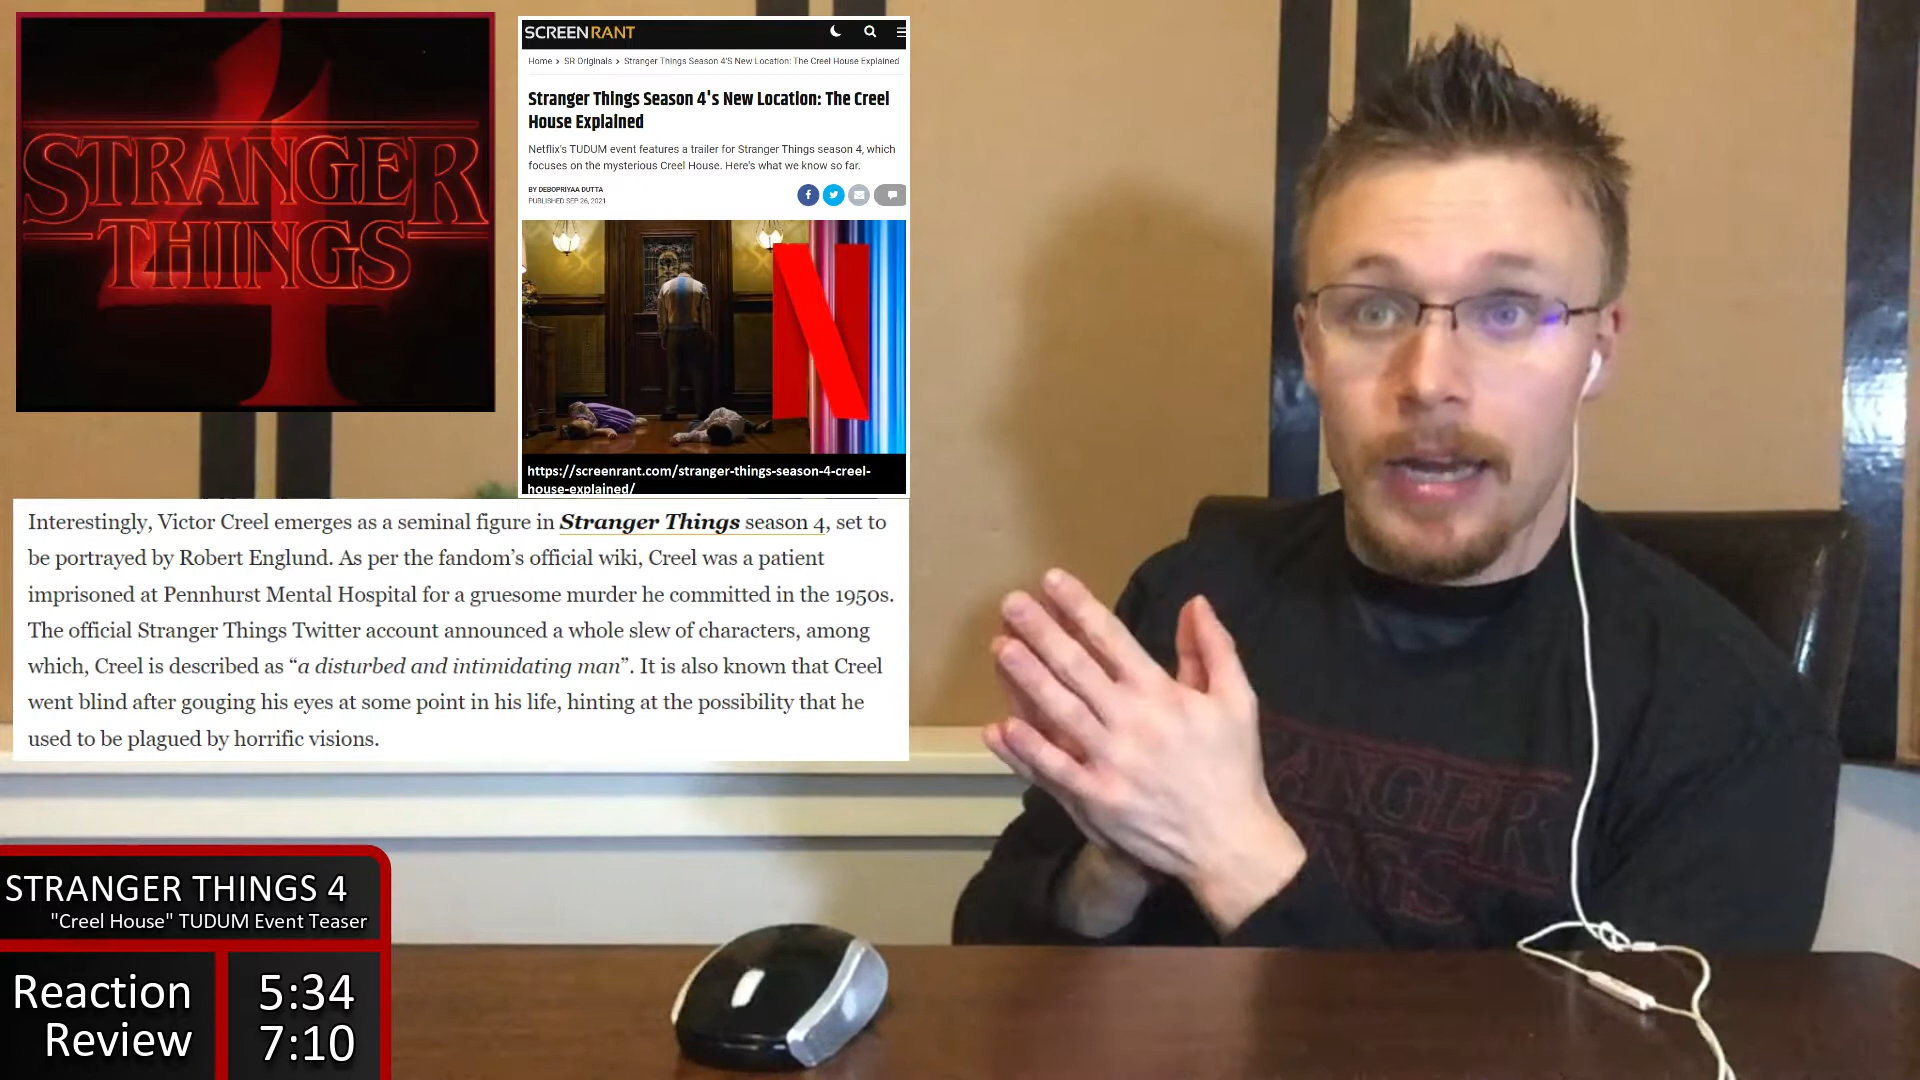 STRANGER
THINGS
SCREENRANT
Home > SR Originals > Stranger Things Season 4'S New Location: The Creel House Explained
Stranger Things Season 4's New Location: The Creel
House Explained
Netflix's TUDUM event features a trailer for Stranger Things season 4, which
focuses on the mysterious Creel House. Here's what we know so far.
BY DEBOPRIYAA DUTTA
PUBLISHED SEP 26, 2021
N
https://screenrant.com/stranger-things-season-4-creel-
house-explained/
Interestingly, Victor Creel emerges as a seminal figure in Stranger Things season 4, set to
be portrayed by Robert Englund. As per the fandom’s official wiki, Creel was a patient
imprisoned at Pennhurst Mental Hospital for a gruesome murder he committed in the 1950s.
The official Stranger Things Twitter account announced a whole slew of characters, among
which, Creel is described as “a disturbed and intimidating man”. It is also known that Creel
went blind after gouging his eyes at some point in his life, hinting at the possibility that he
used to be plagued by horrific visions.
STRANGER THINGS 4
"Creel House" TUDUM Event Teaser
Reaction 5:34
Review 7:10